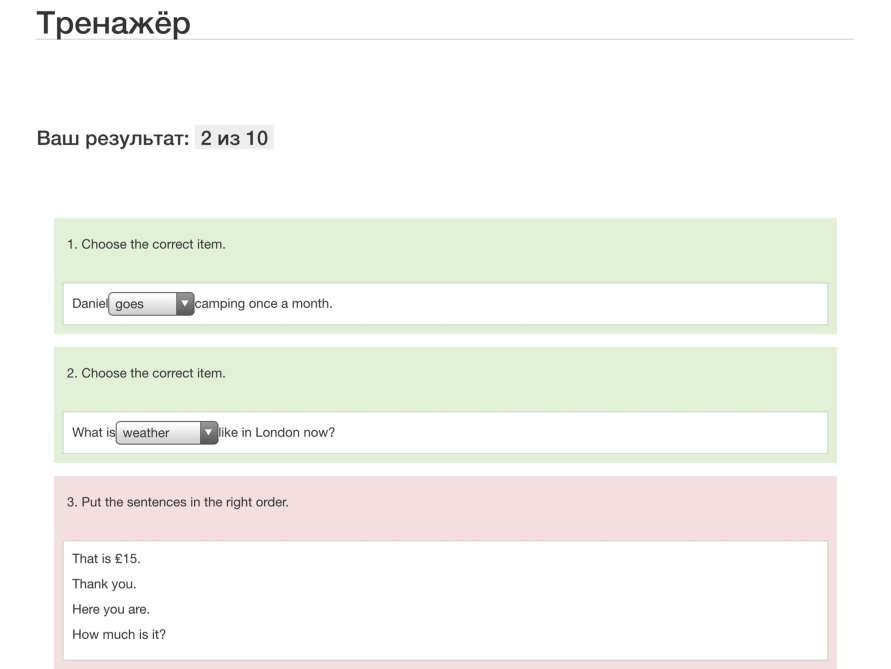 Тренажёр
Ваш результат: 2 из 10
1. Choose the correct item.
Daniel goes camping once a month.
2. Choose the correct item.
What is weather like in London now?
3. Put the sentences in the right order.
That is £15.
Thank you.
Here you are.
How much is it?